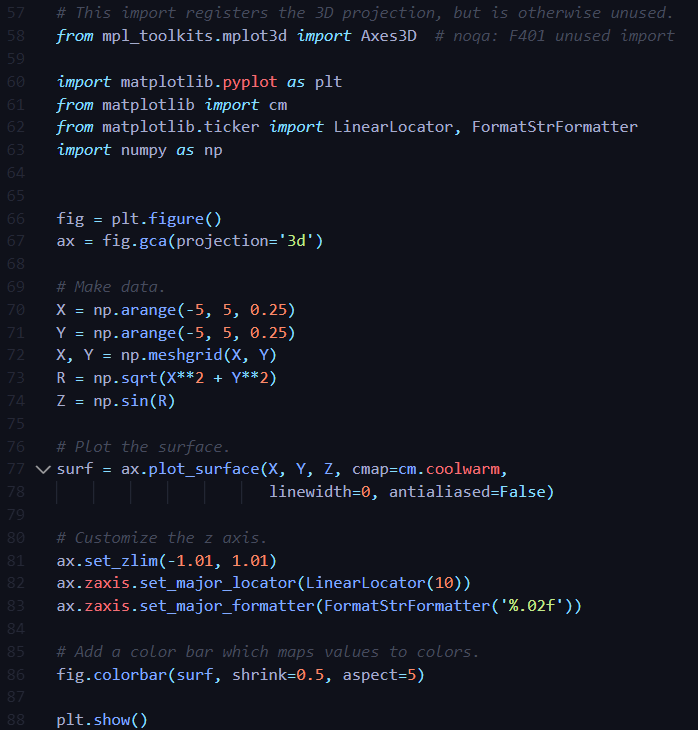 57 # This import registers the 3D projection, but is otherwise unused.
58 from mpl_toolkits.mplot3d import Axes3D  # noqa: F401 unused import
59
60 import matplotlib.pyplot as plt
61 from matplotlib import cm
62 from matplotlib.ticker import LinearLocator, FormatStrFormatter
63 import numpy as np
64
65
66 fig = plt.figure()
67 ax = fig.gca(projection='3d')
68
69 # Make data.
70 X = np.arange(-5, 5, 0.25)
71 Y = np.arange(-5, 5, 0.25)
72 X, Y = np.meshgrid(X, Y)
73 R = np.sqrt(X**2 + Y**2)
74 Z = np.sin(R)
75
76 # Plot the surface.
77 surf = ax.plot_surface(X, Y, Z, cmap=cm.coolwarm,
78                        linewidth=0, antialiased=False)
79
80 # Customize the z axis.
81 ax.set_zlim(-1.01, 1.01)
82 ax.zaxis.set_major_locator(LinearLocator(10))
83 ax.zaxis.set_major_formatter(FormatStrFormatter('%.02f'))
84
85 # Add a color bar which maps values to colors.
86 fig.colorbar(surf, shrink=0.5, aspect=5)
87
88 plt.show()